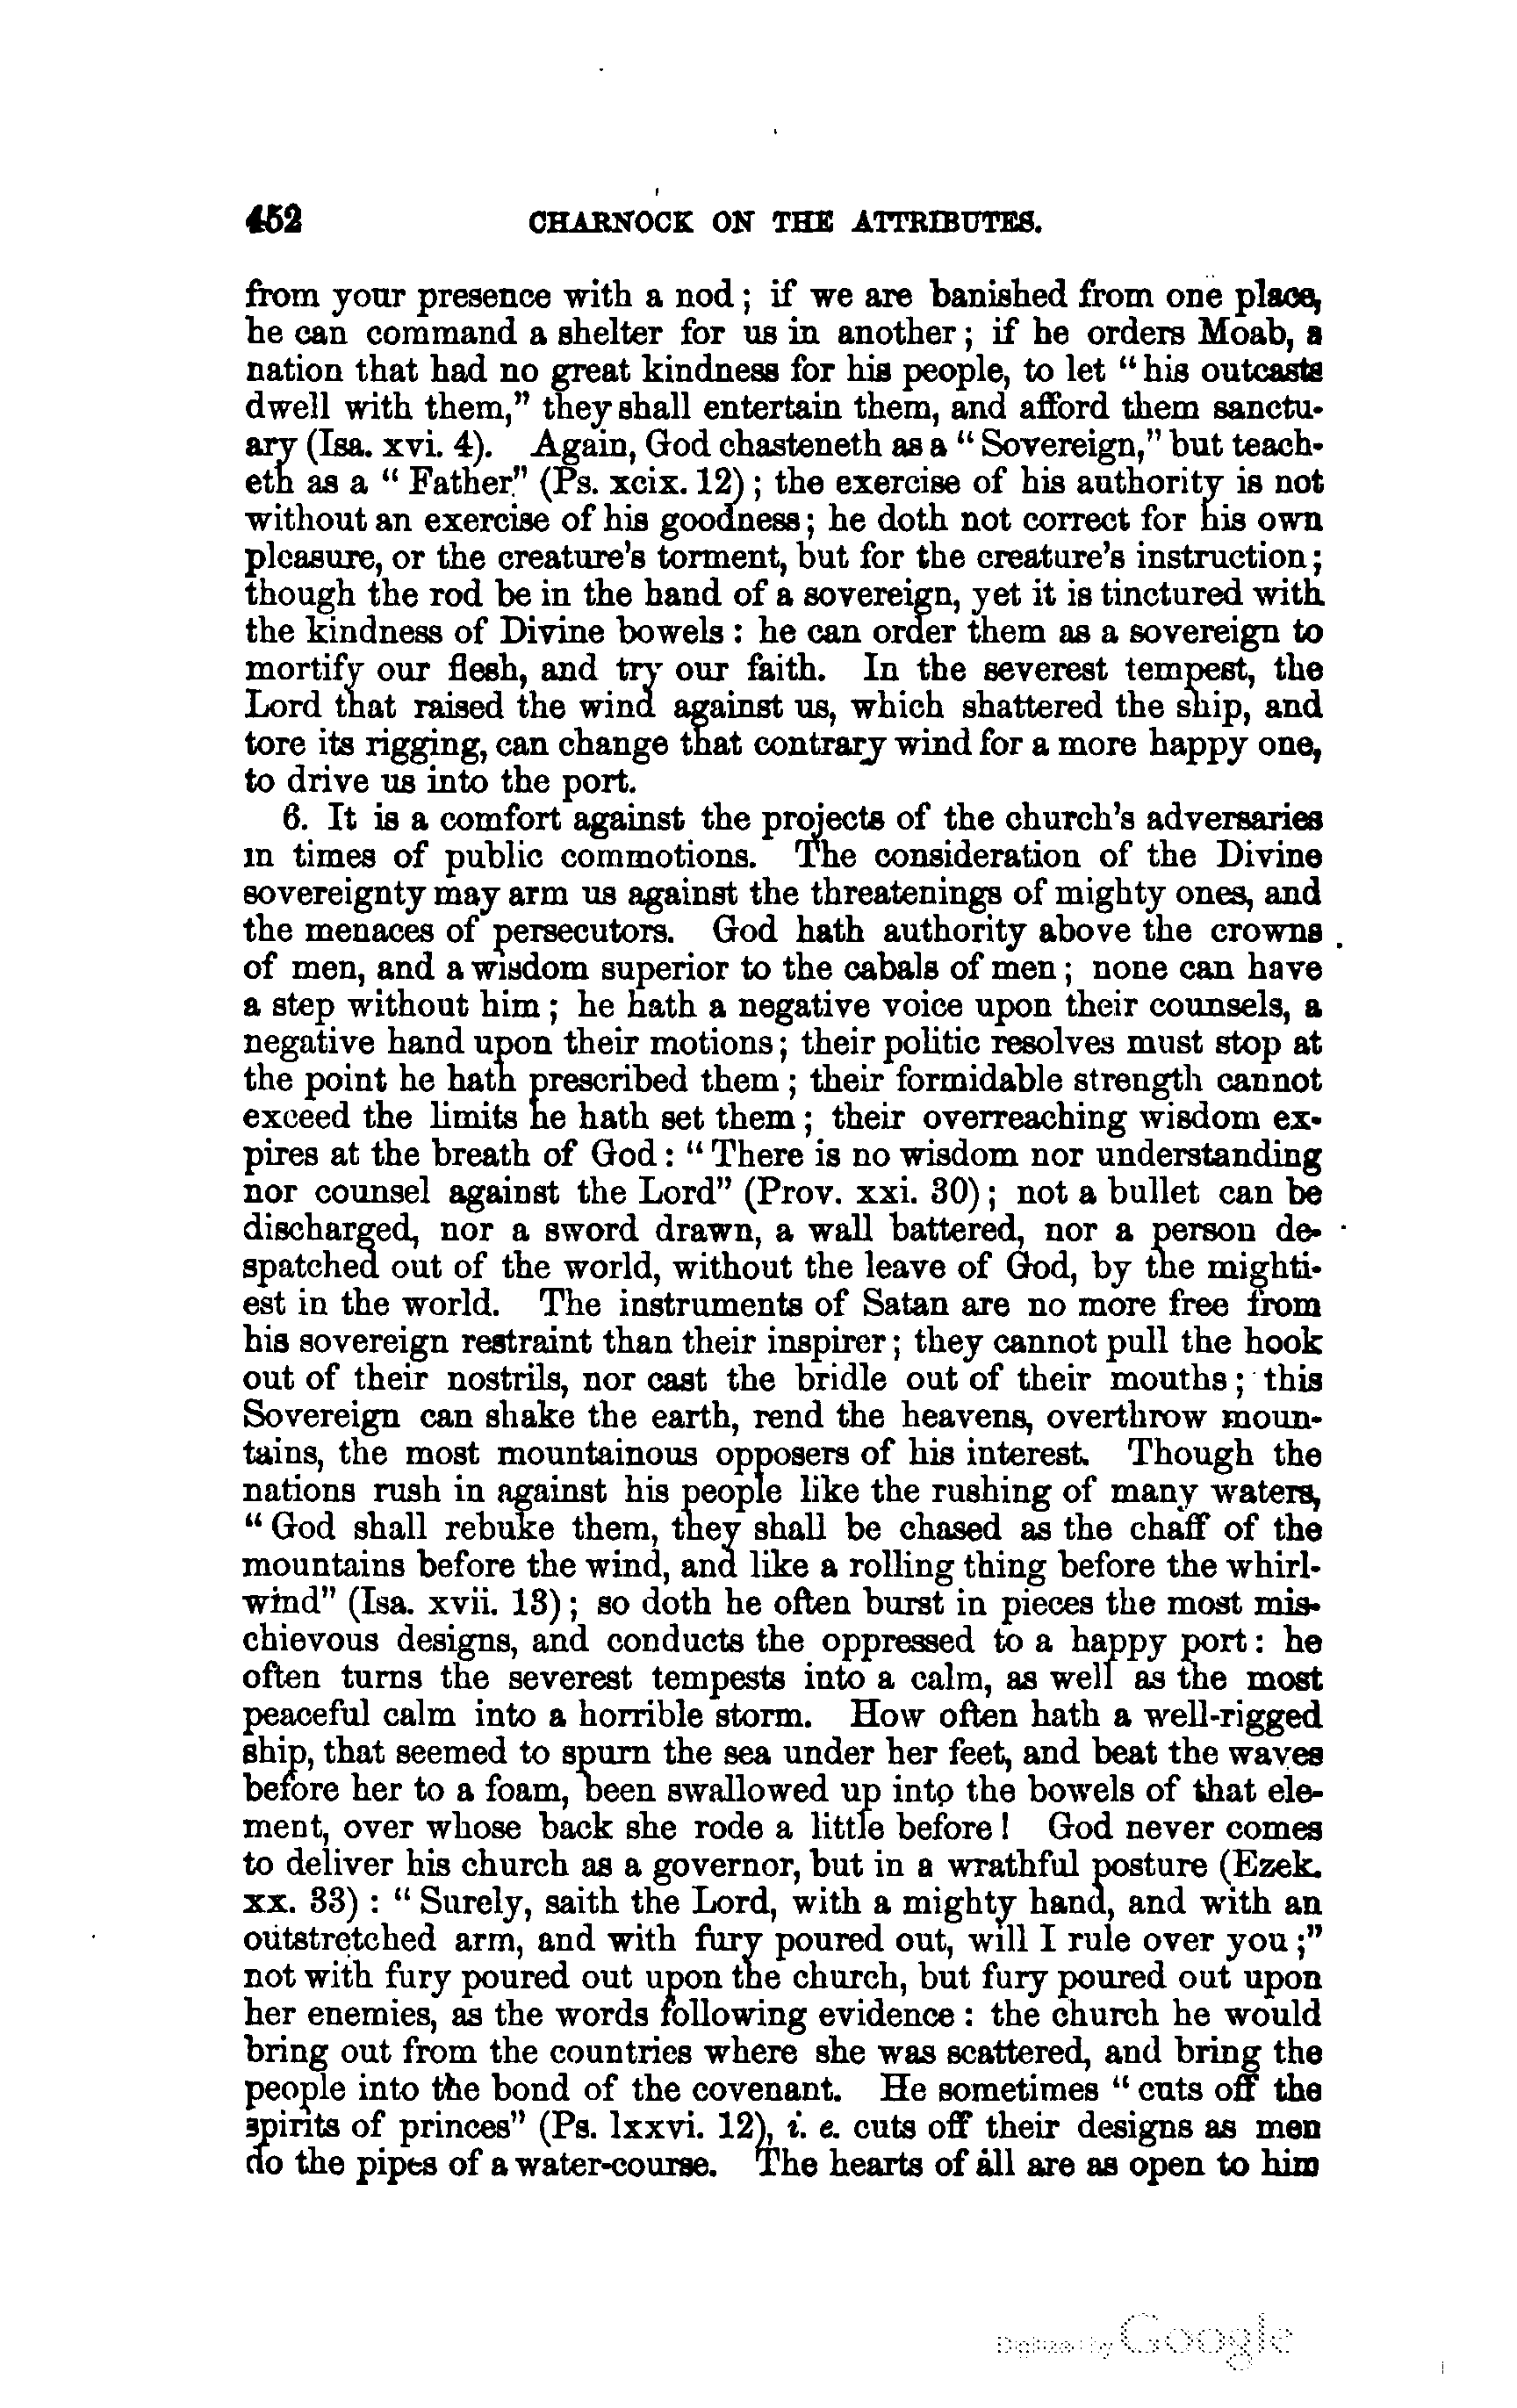 452 CHARNOCK ON THE ATTRIBUTES.
from your presence with a nod; if we are banished from one place,
he can command a shelter for us in another; if he orders Moab, a
nation that had no great kindness for his people, to let "his outcasts
dwell with them," they shall entertain them, and afford them sanctu-
ary (Isa. xvi. 4). Again, God chasteneth as a "Sovereign," but teach-
eth as a "Father" (Ps. xcix. 12); the exercise of his authority is not
without an exercise of his goodness; he doth not correct for his own
pleasure, or the creature's torment, but for the creature's instruction;
though the rod be in the hand of a sovereign, yet it is tinctured with
the kindness of Divine bowels: he can order them as a sovereign to
mortify our flesh, and try our faith. In the severest tempest, the
Lord that raised the wind against us, which shattered the ship, and
tore its rigging, can change that contrary wind for a more happy one,
to drive us into the port.
6. It is a comfort against the projects of the church's adversaries
in times of public commotions. The consideration of the Divine
sovereignty may arm us against the threatenings of mighty ones, and
the menaces of persecutors. God hath authority above the crowns
of men, and a wisdom superior to the cabals of men; none can have
a step without him; he hath a negative voice upon their counsels, a
negative hand upon their motions; their politic resolves must stop at
the point he hath prescribed them; their formidable strength cannot
exceed the limits he hath set them; their overreaching wisdom ex-
pires at the breath of God: "There is no wisdom nor understanding
nor counsel against the Lord" (Prov. xxi. 30); not a bullet can be
discharged, nor a sword drawn, a wall battered, nor a person de-
spatched out of the world, without the leave of God, by the mighti-
est in the world. The instruments of Satan are no more free from
his sovereign restraint than their inspirer; they cannot pull the hook
out of their nostrils, nor cast the bridle out of their mouths; this
Sovereign can shake the earth, rend the heavens, overthrow moun-
tains, the most mountainous opposers of his interest. Though the
nations rush in against his people like the rushing of many waters,
"God shall rebuke them, they shall be chased as the chaff of the
mountains before the wind, and like a rolling thing before the whirl-
wind" (Isa. xvii. 13); so doth he often burst in pieces the most mis-
chievous designs, and conducts the oppressed to a happy port: he
often turns the severest tempests into a calm, as well as the most
peaceful calm into a horrible storm. How often hath a well-rigged
ship, that seemed to spurn the sea under her feet, and beat the waves
before her to a foam, been swallowed up into the bowels of that ele-
ment, over whose back she rode a little before! God never comes
to deliver his church as a governor, but in a wrathful posture (Ezek.
xx. 33): "Surely, saith the Lord, with a mighty hand, and with an
outstretched arm, and with fury poured out, will I rule over you;"
not with fury poured out upon the church, but fury poured out upon
her enemies, as the words following evidence: the church he would
bring out from the countries where she was scattered, and bring the
people into the bond of the covenant. He sometimes "cuts off the
spirits of princes" (Ps. lxxvi. 12), i. e. cuts off their designs as men
do the pipes of a water-course. The hearts of all are as open to him
Digitized by Google